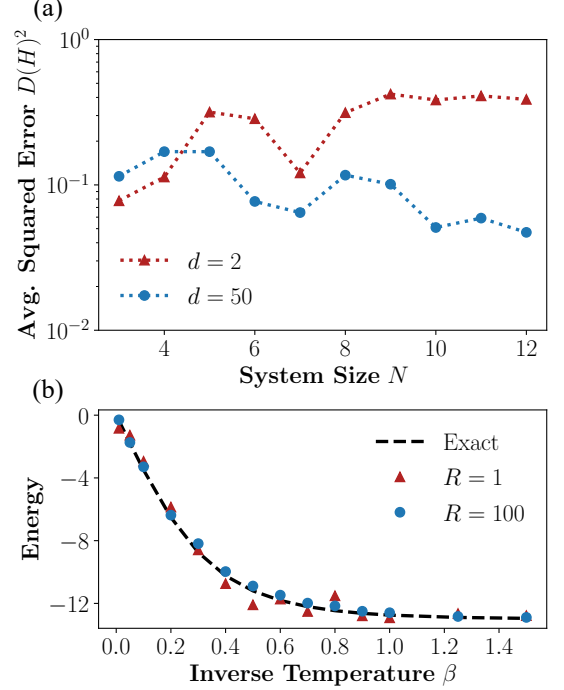 (a)
Avg. Squared Error D(H)²
10⁰
10⁻¹
10⁻²
d = 2
d = 50
4 6 8 10 12
System Size N
(b)
Energy
0
−4
−8
−12
Exact
R = 1
R = 100
0.0 0.2 0.4 0.6 0.8 1.0 1.2 1.4
Inverse Temperature β